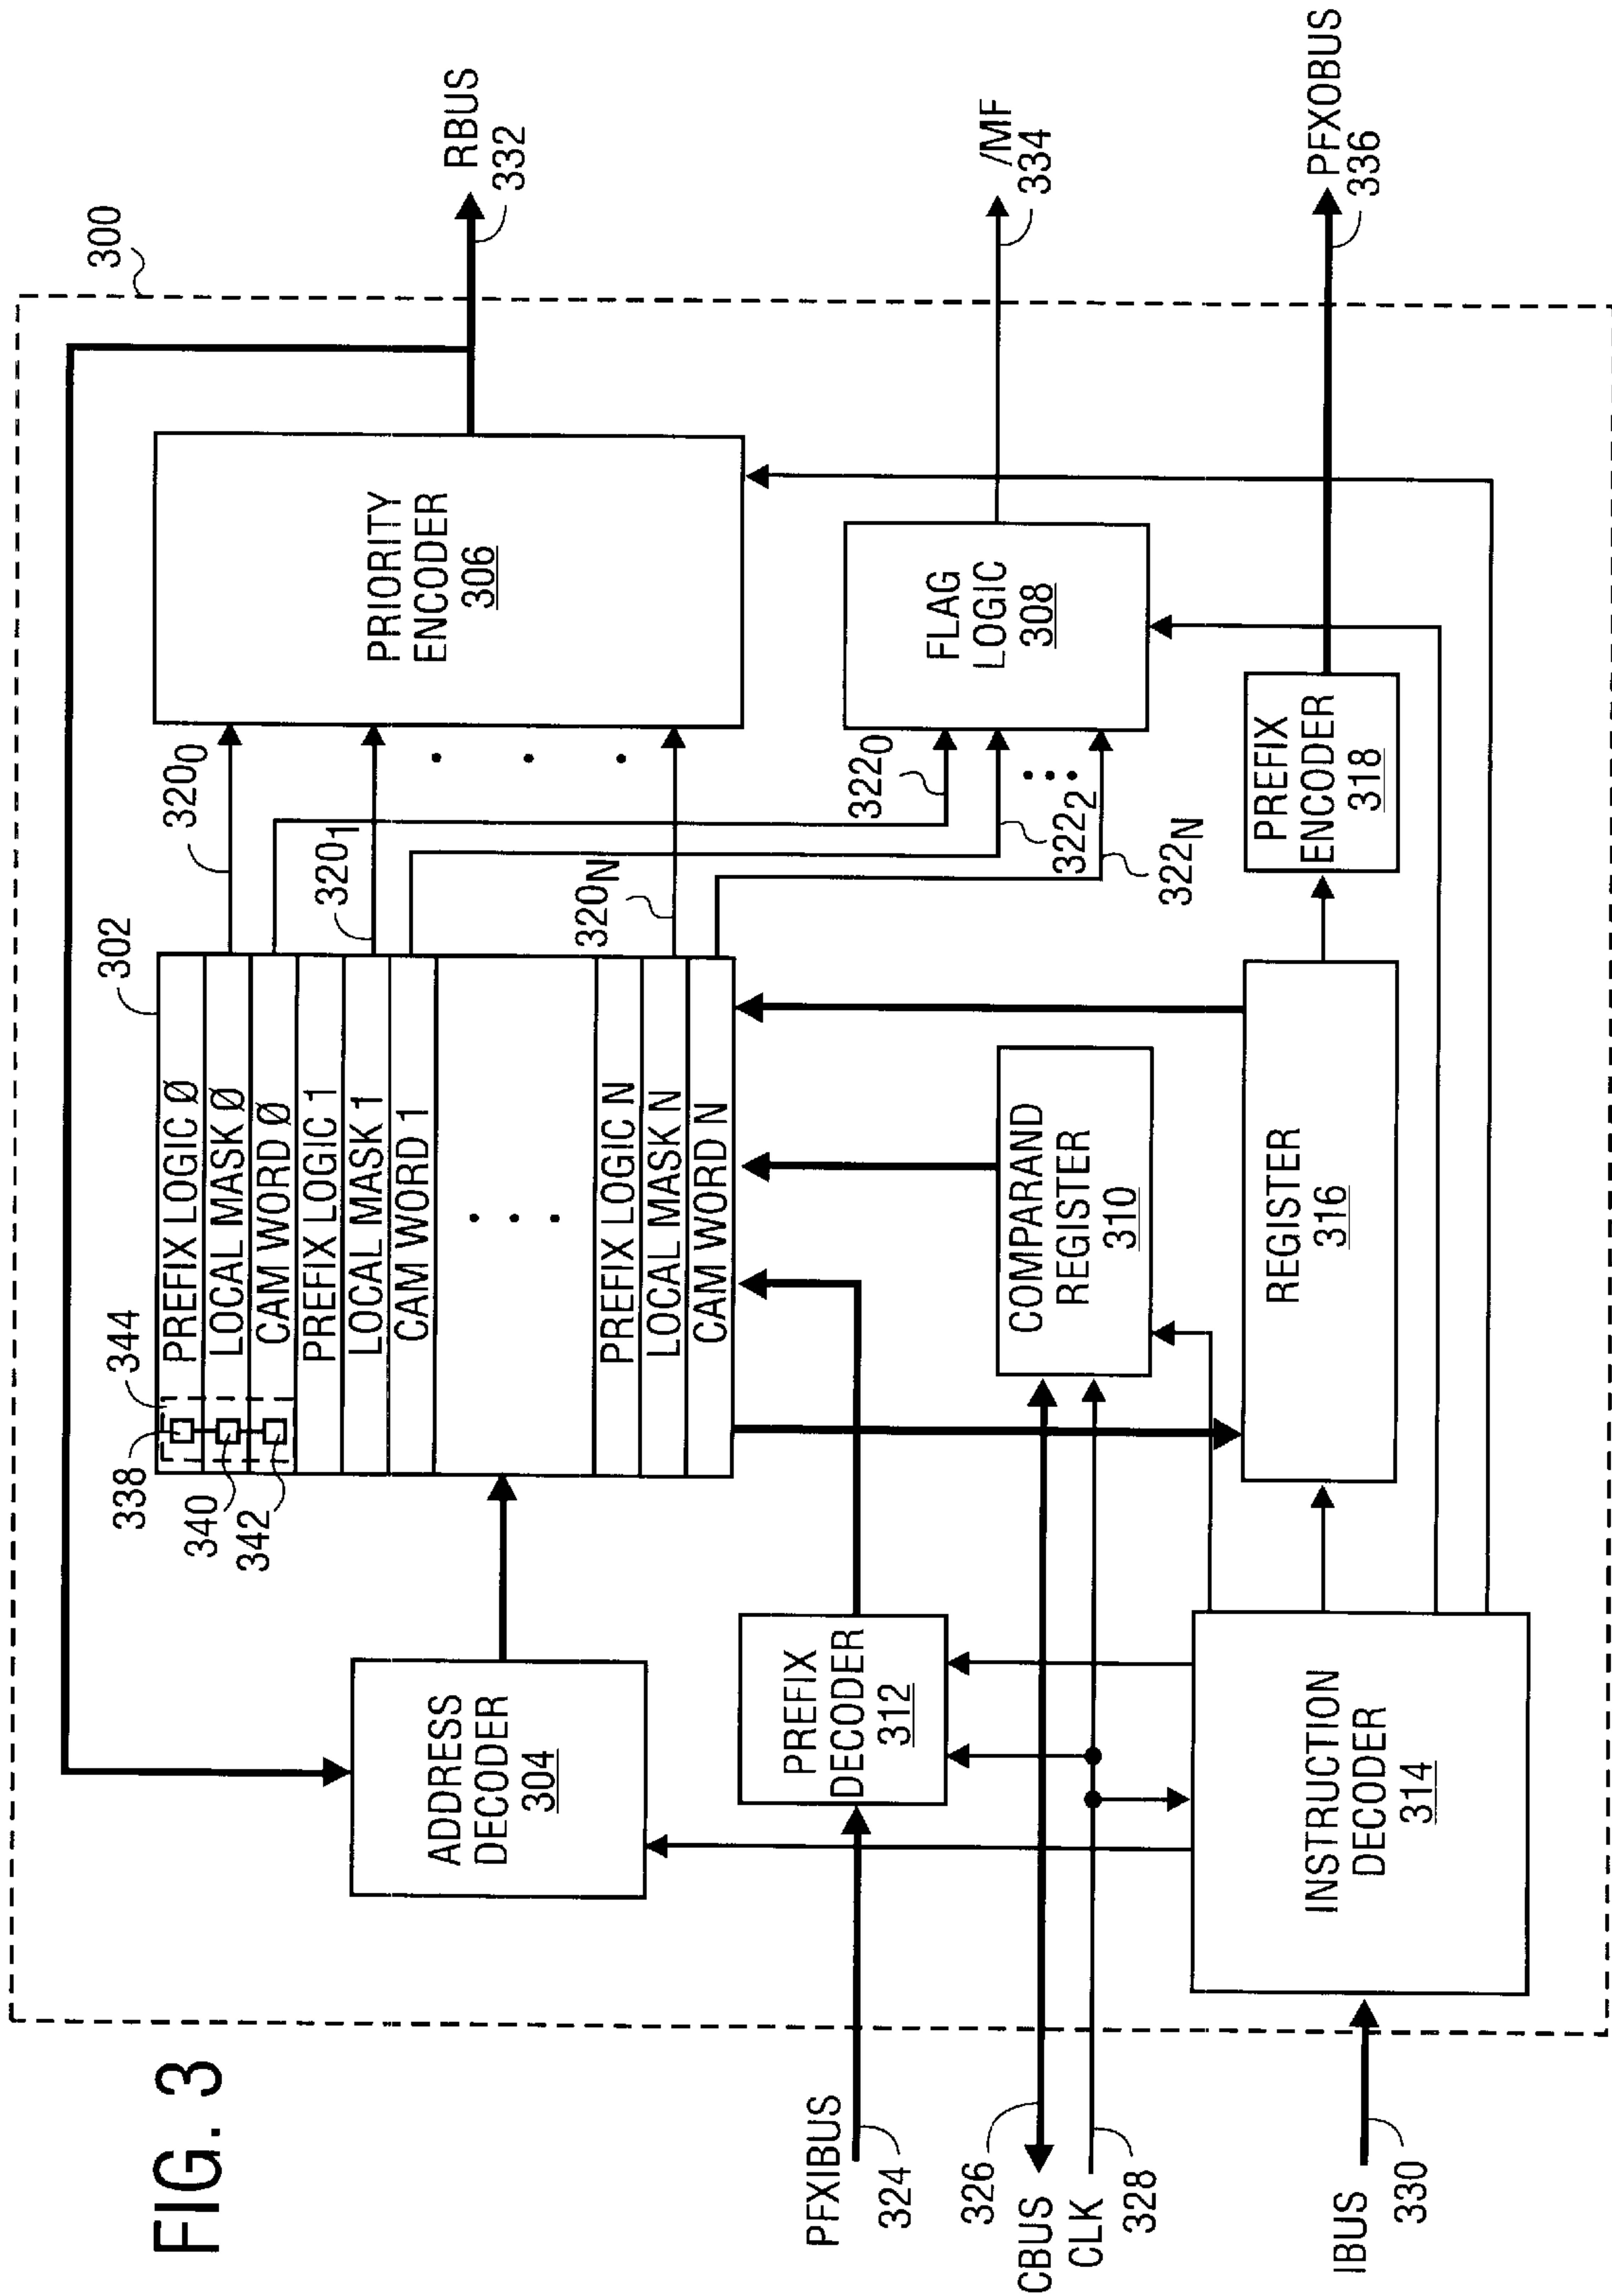 FIG. 3
300
302
344
338
340
342
PREFIX LOGIC Ø
LOCAL MASK Ø
CAM WORD Ø
PREFIX LOGIC 1
LOCAL MASK 1
CAM WORD 1
PREFIX LOGIC N
LOCAL MASK N
CAM WORD N
320₀
320₁
320N
322₀
322₂
322N
ADDRESS
DECODER
304
PRIORITY
ENCODER
306
RBUS
332
FLAG
LOGIC
308
/MF
334
PREFIX
DECODER
312
COMPARAND
REGISTER
310
INSTRUCTION
DECODER
314
REGISTER
316
PREFIX
ENCODER
318
PFXOBUS
336
PFXIBUS
324
326
CBUS
CLK
328
IBUS
330